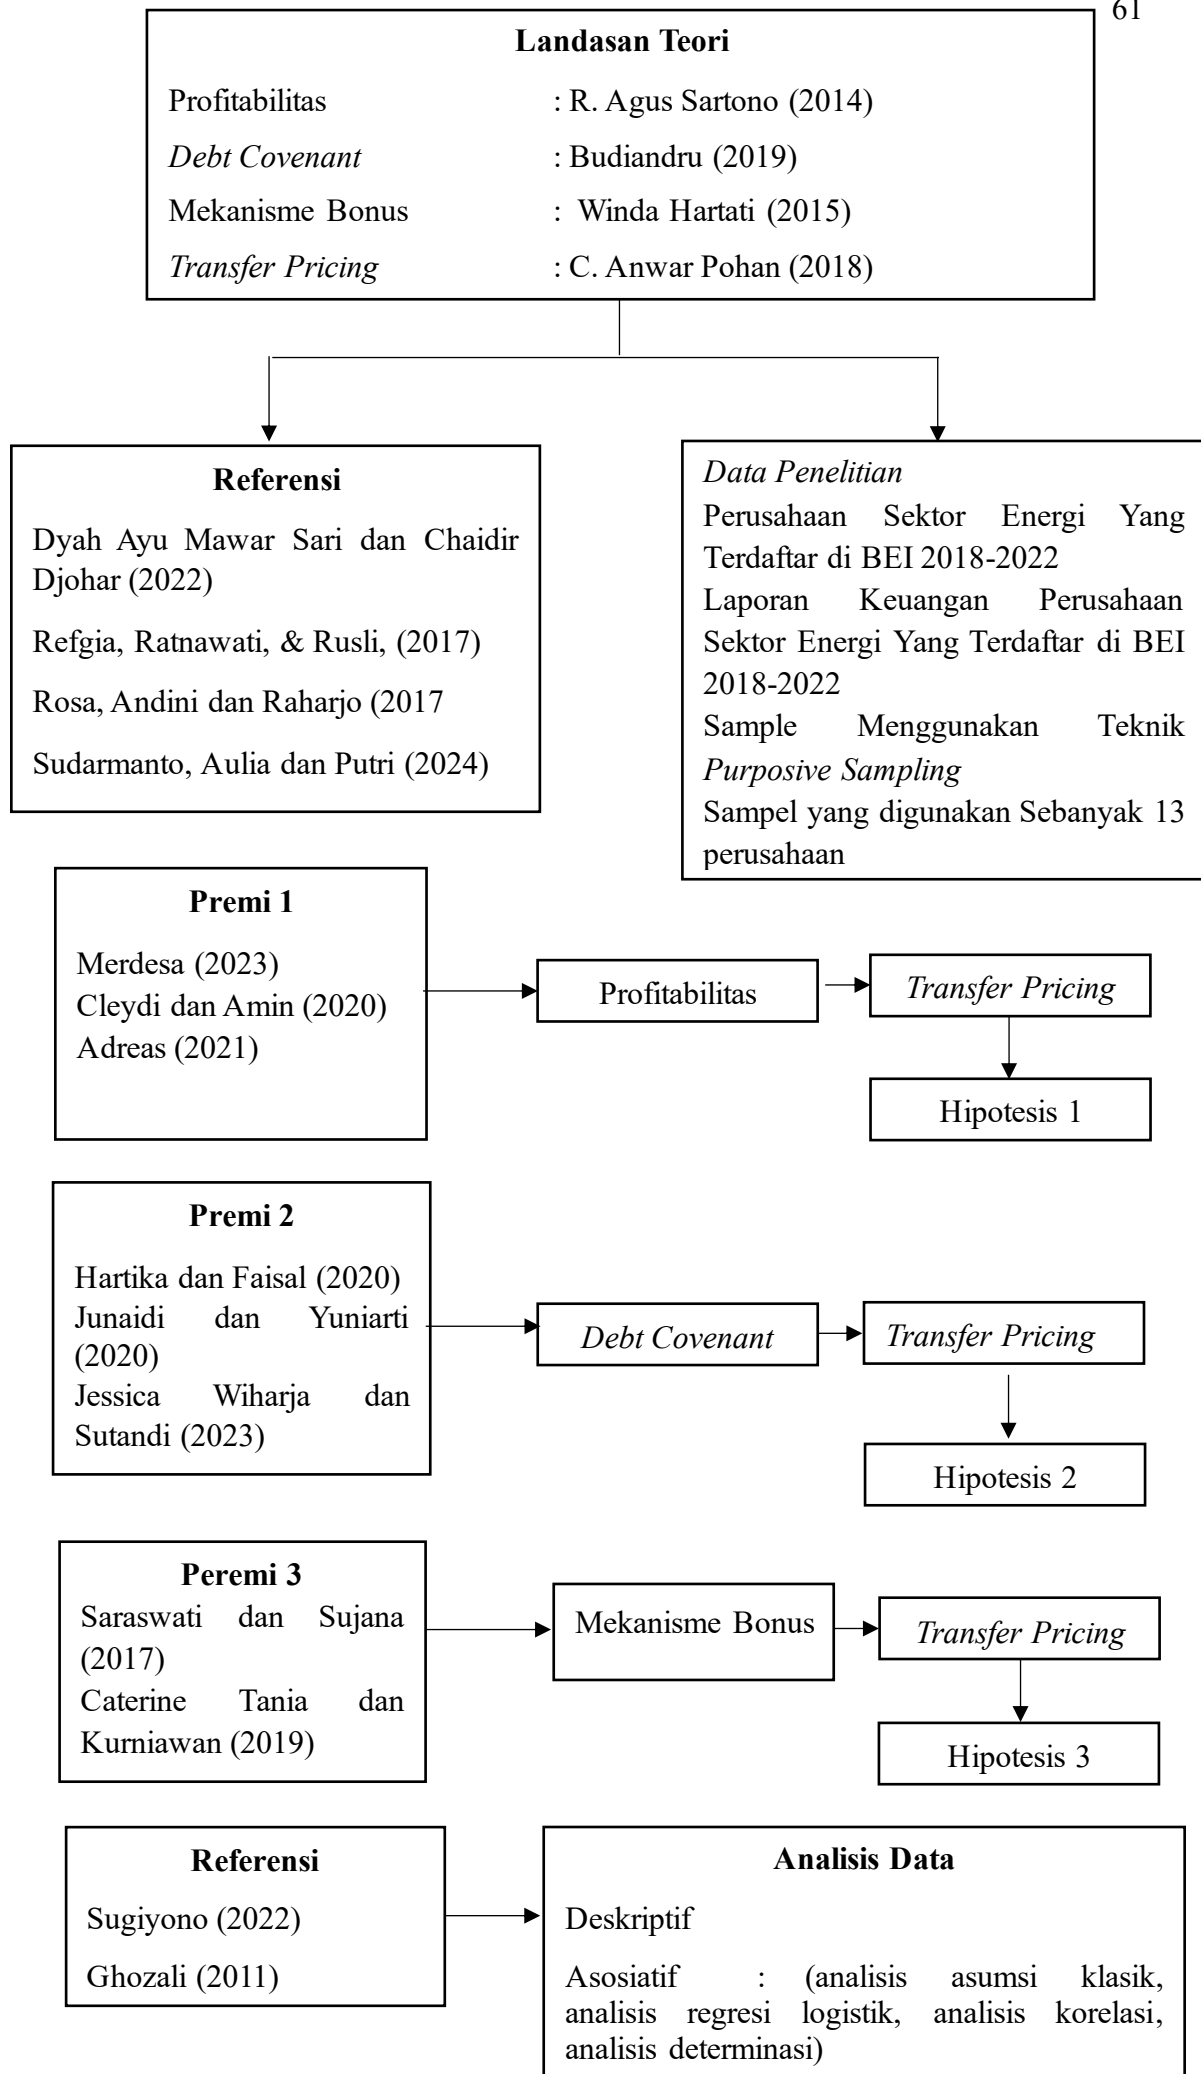 61
Landasan Teori
Profitabilitas : R. Agus Sartono (2014)
Debt Covenant : Budiandru (2019)
Mekanisme Bonus : Winda Hartati (2015)
Transfer Pricing : C. Anwar Pohan (2018)
Referensi
Dyah Ayu Mawar Sari dan Chaidir
Djohar (2022)
Refgia, Ratnawati, & Rusli, (2017)
Rosa, Andini dan Raharjo (2017
Sudarmanto, Aulia dan Putri (2024)
Data Penelitian
Perusahaan Sektor Energi Yang
Terdaftar di BEI 2018-2022
Laporan Keuangan Perusahaan
Sektor Energi Yang Terdaftar di BEI
2018-2022
Sample Menggunakan Teknik
Purposive Sampling
Sampel yang digunakan Sebanyak 13
perusahaan
Premi 1
Merdesa (2023)
Cleydi dan Amin (2020)
Adreas (2021)
Profitabilitas
Transfer Pricing
Hipotesis 1
Premi 2
Hartika dan Faisal (2020)
Junaidi dan Yuniarti
(2020)
Jessica Wiharja dan
Sutandi (2023)
Debt Covenant
Transfer Pricing
Hipotesis 2
Peremi 3
Saraswati dan Sujana
(2017)
Caterine Tania dan
Kurniawan (2019)
Mekanisme Bonus
Transfer Pricing
Hipotesis 3
Referensi
Sugiyono (2022)
Ghozali (2011)
Analisis Data
Deskriptif
Asosiatif : (analisis asumsi klasik,
analisis regresi logistik, analisis korelasi,
analisis determinasi)